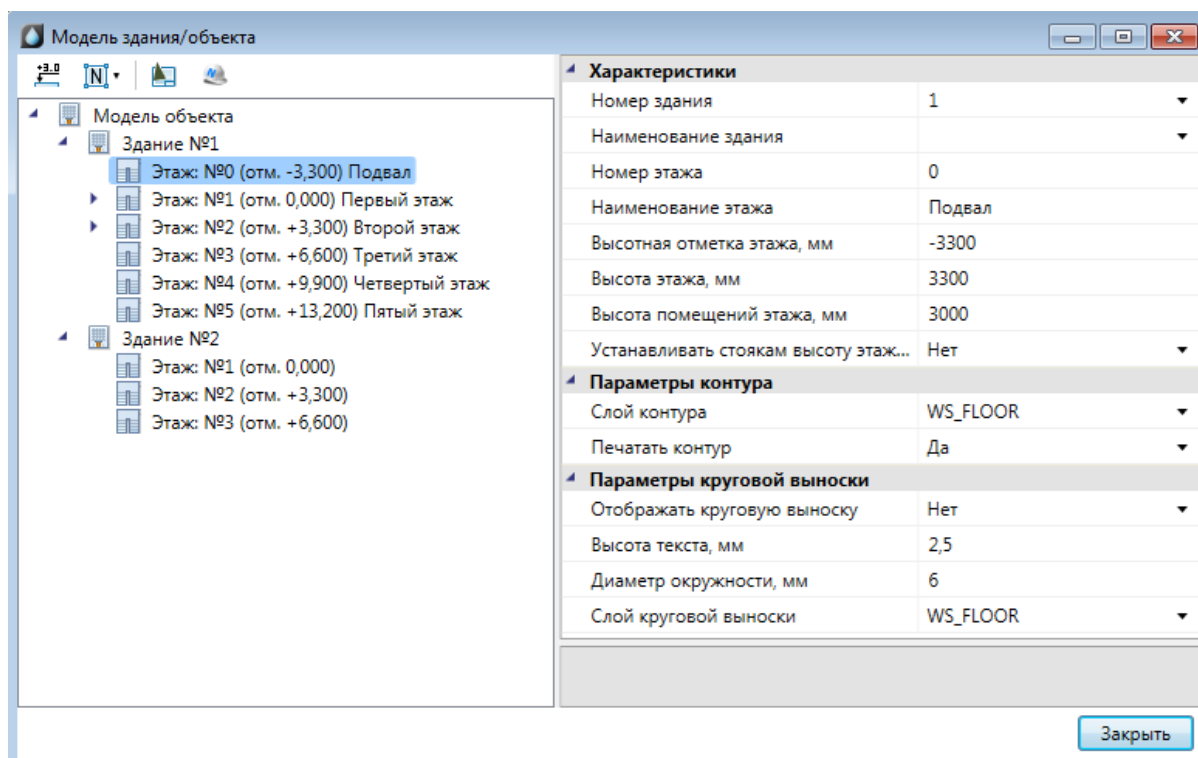 Модель здания/объекта
+3.0
N
Модель объекта
Здание №1
Этаж: №0 (отм. -3,300) Подвал
Этаж: №1 (отм. 0,000) Первый этаж
Этаж: №2 (отм. +3,300) Второй этаж
Этаж: №3 (отм. +6,600) Третий этаж
Этаж: №4 (отм. +9,900) Четвертый этаж
Этаж: №5 (отм. +13,200) Пятый этаж
Здание №2
Этаж: №1 (отм. 0,000)
Этаж: №2 (отм. +3,300)
Этаж: №3 (отм. +6,600)
Характеристики
Номер здания 1
Наименование здания
Номер этажа 0
Наименование этажа Подвал
Высотная отметка этажа, мм -3300
Высота этажа, мм 3300
Высота помещений этажа, мм 3000
Устанавливать стоякам высоту этаж... Нет
Параметры контура
Слой контура WS_FLOOR
Печатать контур Да
Параметры круговой выноски
Отображать круговую выноску Нет
Высота текста, мм 2,5
Диаметр окружности, мм 6
Слой круговой выноски WS_FLOOR
Закрыть